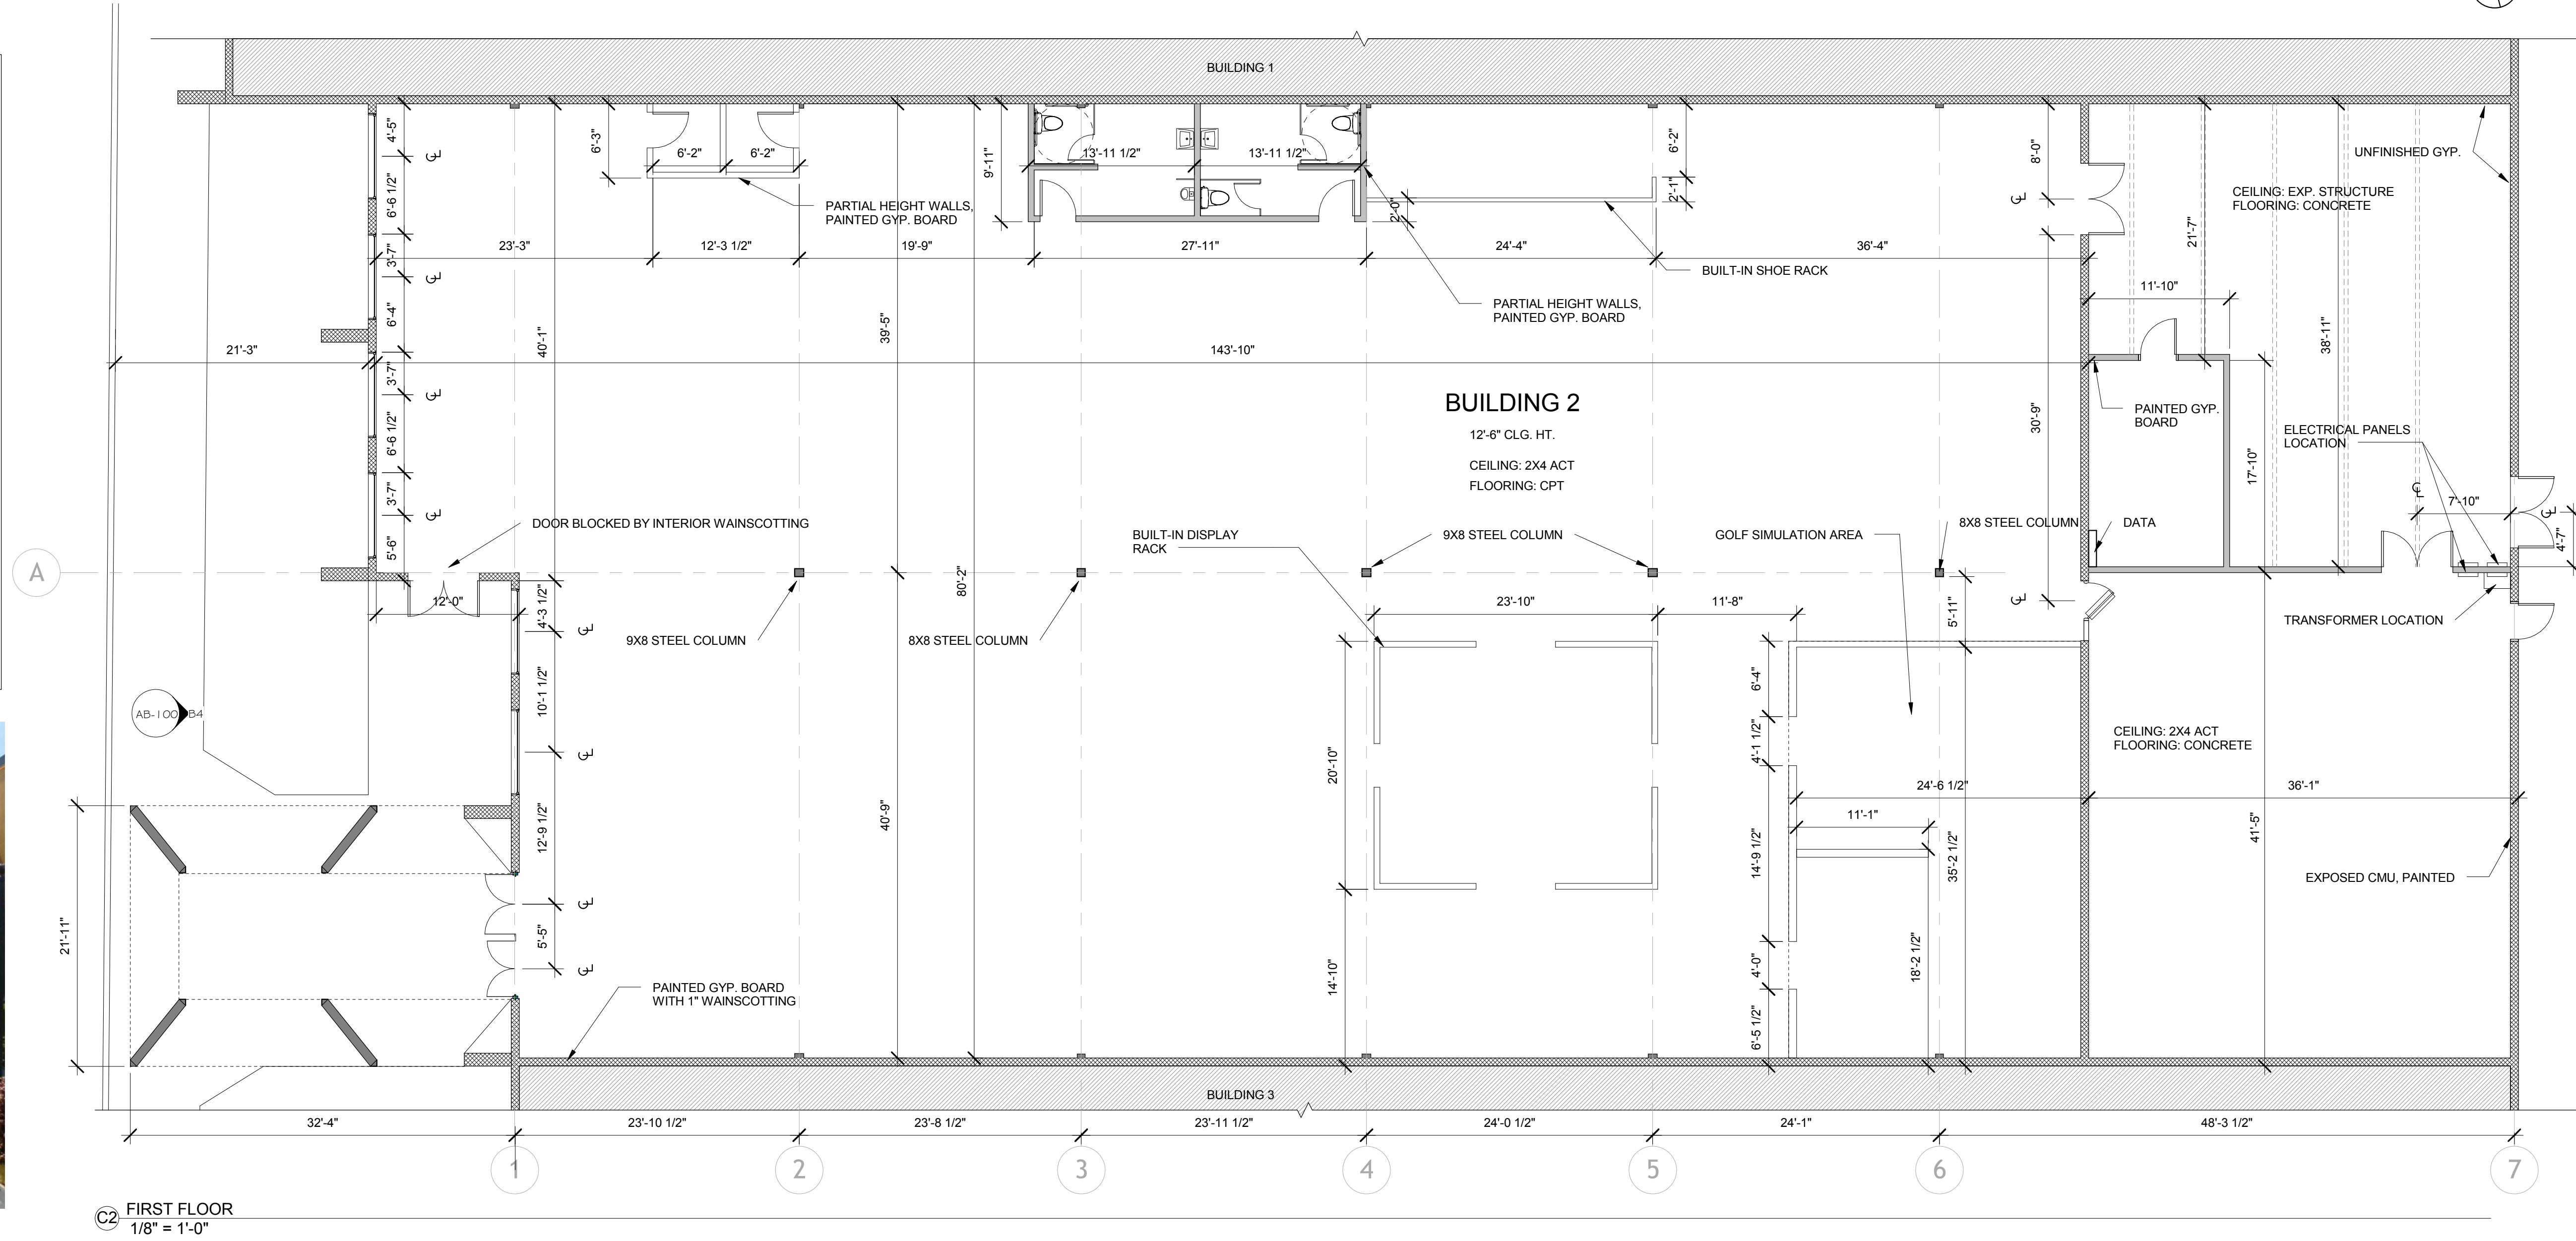 BUILDING 1
4'-5"
6'-6 1/2"
3'-7"
6'-4"
3'-7"
6'-6 1/2"
3'-7"
5'-6"
6'-3"
6'-2"
6'-2"
PARTIAL HEIGHT WALLS,
PAINTED GYP. BOARD
9'-11"
13'-11 1/2"
13'-11 1/2"
2'-0"
6'-2"
2'-1"
8'-0"
UNFINISHED GYP.
CEILING: EXP. STRUCTURE
FLOORING: CONCRETE
21'-7"
23'-3"
12'-3 1/2"
19'-9"
27'-11"
24'-4"
36'-4"
BUILT-IN SHOE RACK
PARTIAL HEIGHT WALLS,
PAINTED GYP. BOARD
11'-10"
38'-11"
21'-3"
40'-1"
39'-5"
143'-10"
BUILDING 2
12'-6" CLG. HT.
CEILING: 2X4 ACT
FLOORING: CPT
30'-9"
PAINTED GYP.
BOARD
ELECTRICAL PANELS
LOCATION
17'-10"
7'-10"
4'-7"
DOOR BLOCKED BY INTERIOR WAINSCOTTING
BUILT-IN DISPLAY
RACK
9X8 STEEL COLUMN
GOLF SIMULATION AREA
8X8 STEEL COLUMN
DATA
A
80'-2"
12'-0"
4'-3 1/2"
23'-10"
11'-8"
5'-11"
TRANSFORMER LOCATION
9X8 STEEL COLUMN
8X8 STEEL COLUMN
10'-1 1/2"
6'-4"
AB-100
B4
4'-1 1/2"
CEILING: 2X4 ACT
FLOORING: CONCRETE
20'-10"
24'-6 1/2"
36'-1"
12'-9 1/2"
40'-9"
11'-1"
14'-9 1/2"
35'-2 1/2"
41'-5"
EXPOSED CMU, PAINTED
21'-11"
5'-5"
14'-10"
4'-0"
18'-2 1/2"
PAINTED GYP. BOARD
WITH 1" WAINSCOTTING
6'-5 1/2"
BUILDING 3
32'-4"
23'-10 1/2"
23'-8 1/2"
23'-11 1/2"
24'-0 1/2"
24'-1"
48'-3 1/2"
1
2
3
4
5
6
7
C2
FIRST FLOOR
1/8" = 1'-0"